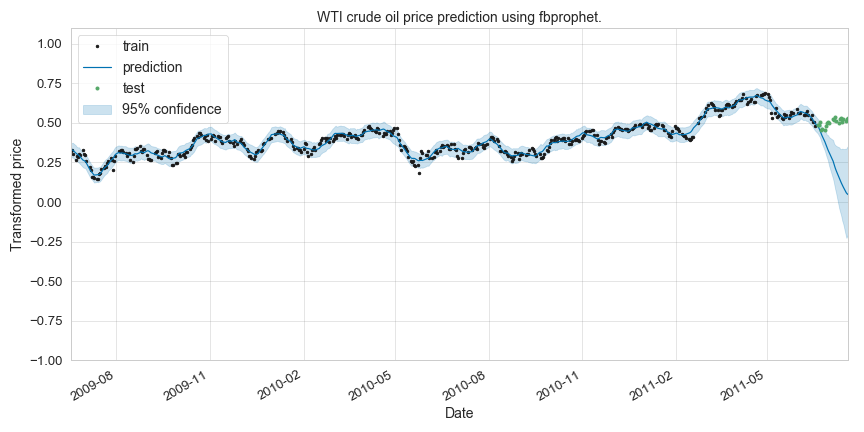 WTI crude oil price prediction using fbprophet.
train
prediction
test
95% confidence
Transformed price
1.00
0.75
0.50
0.25
0.00
−0.25
−0.50
−0.75
−1.00
2009-08
2009-11
2010-02
2010-05
2010-08
2010-11
2011-02
2011-05
Date